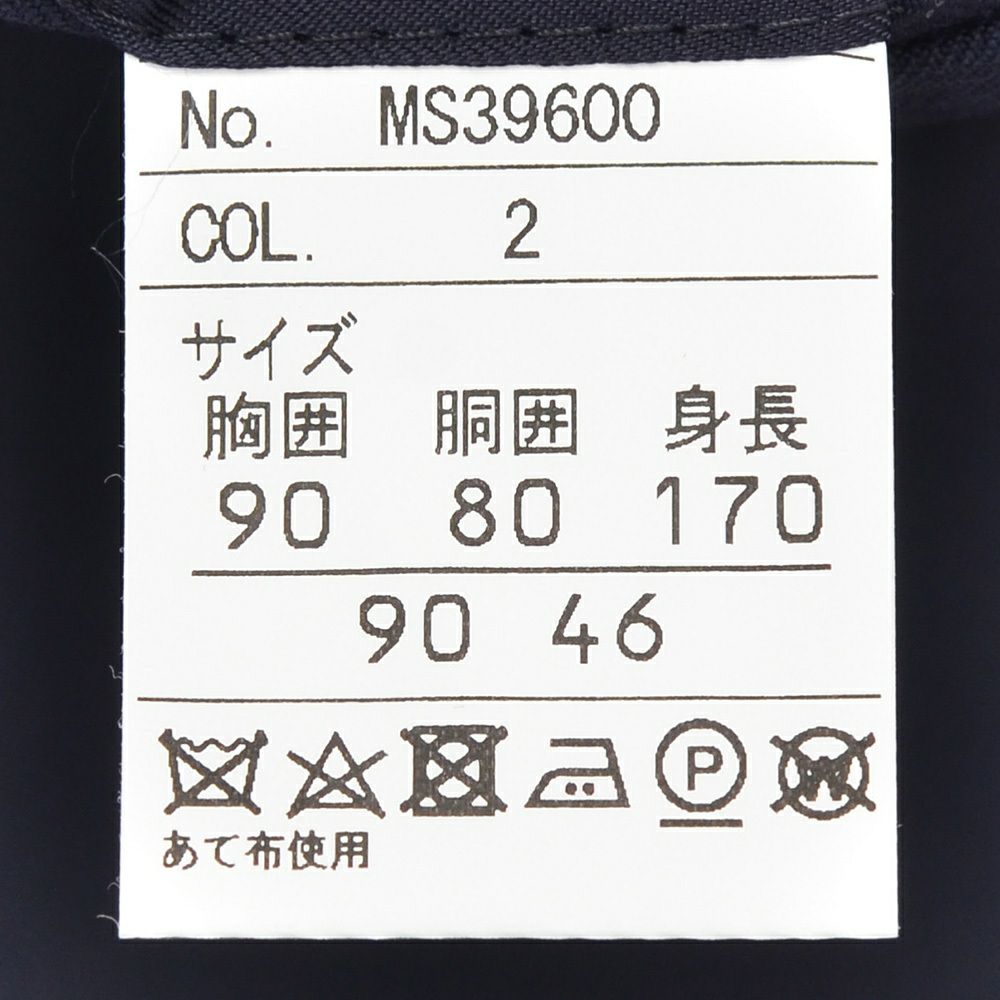 No. MS39600
COL. 2
サイズ
胸囲 胴囲 身長
90 80 170
90 46
P W
あて布使用